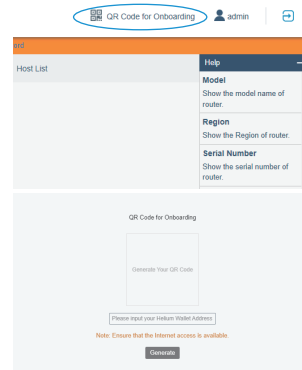 QR Code for Onboarding admin
ard
Host List
Help
Model
Show the model name of
router.
Region
Show the Region of router.
Serial Number
Show the serial number of
router.
QR Code for Onboarding
Generate Your QR Code
Please input your Helium Wallet Address
Note: Ensure that the Internet access is available.
Generate